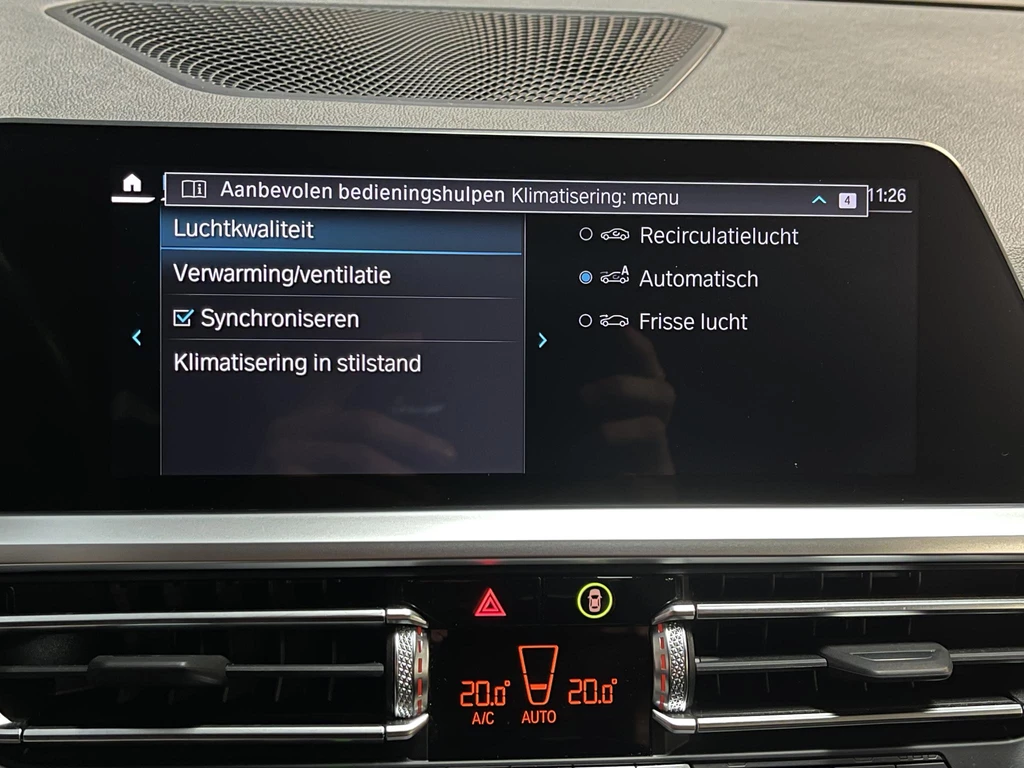 Aanbevolen bedieningshulpen Klimatisering: menu 4 11:26
Luchtkwaliteit
Verwarming/ventilatie
Synchroniseren
Klimatisering in stilstand
Recirculatielucht
A Automatisch
Frisse lucht
20.0° 20.0°
A/C AUTO